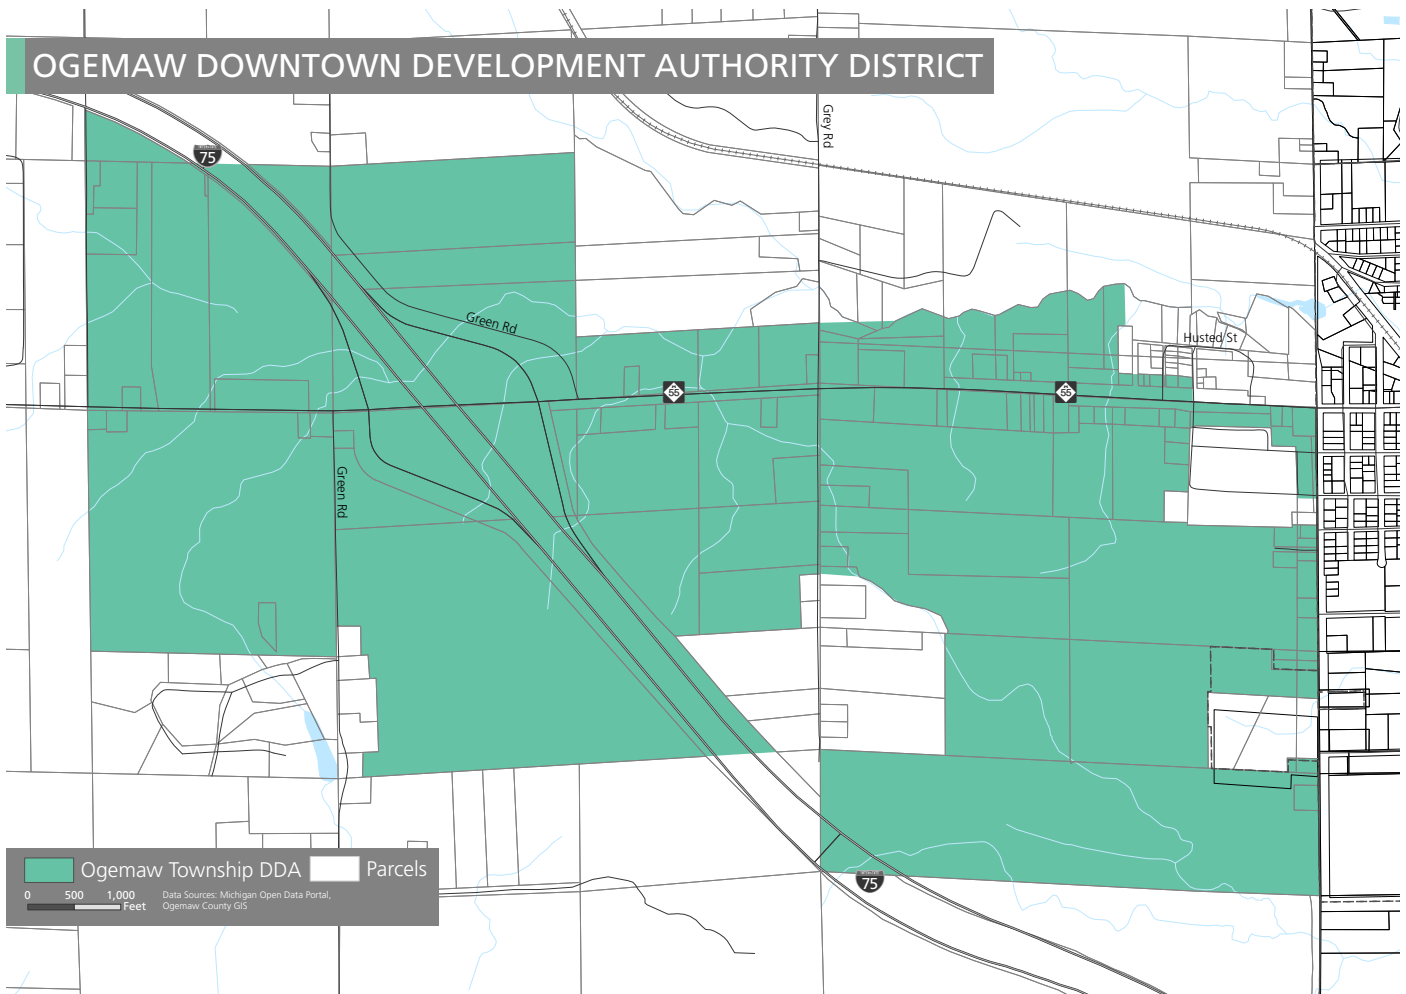 OGEMAW DOWNTOWN DEVELOPMENT AUTHORITY DISTRICT
Grey Rd
75
Green Rd
Husted St
M
55
M
55
Green Rd
75
Ogemaw Township DDA
Parcels
0 500 1,000
Feet
Data Sources: Michigan Open Data Portal,
Ogemaw County GIS